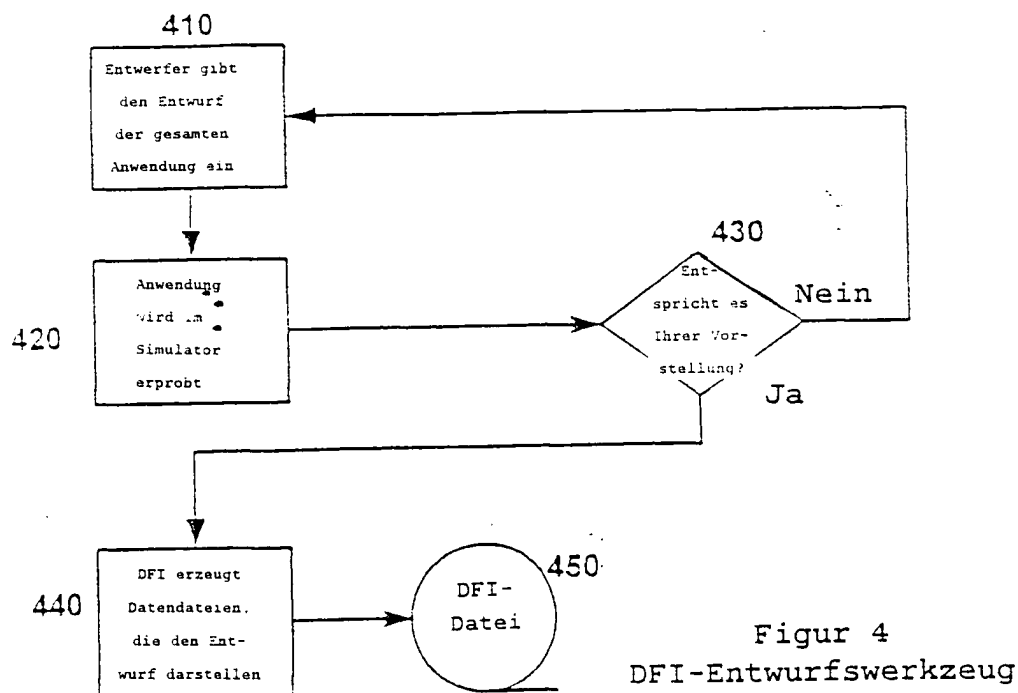 410
Entwerfer gibt
den Entwurf
der gesamten
Anwendung ein
420
Anwendung
wird im
Simulator
erprobt
430
Ent-
spricht es
Ihrer Vor-
stellung?
Nein
Ja
440
DFI erzeugt
Datendateien,
die den Ent-
wurf darstellen
450
DFI-
Datei
Figur 4
DFI-Entwurfswerkzeug